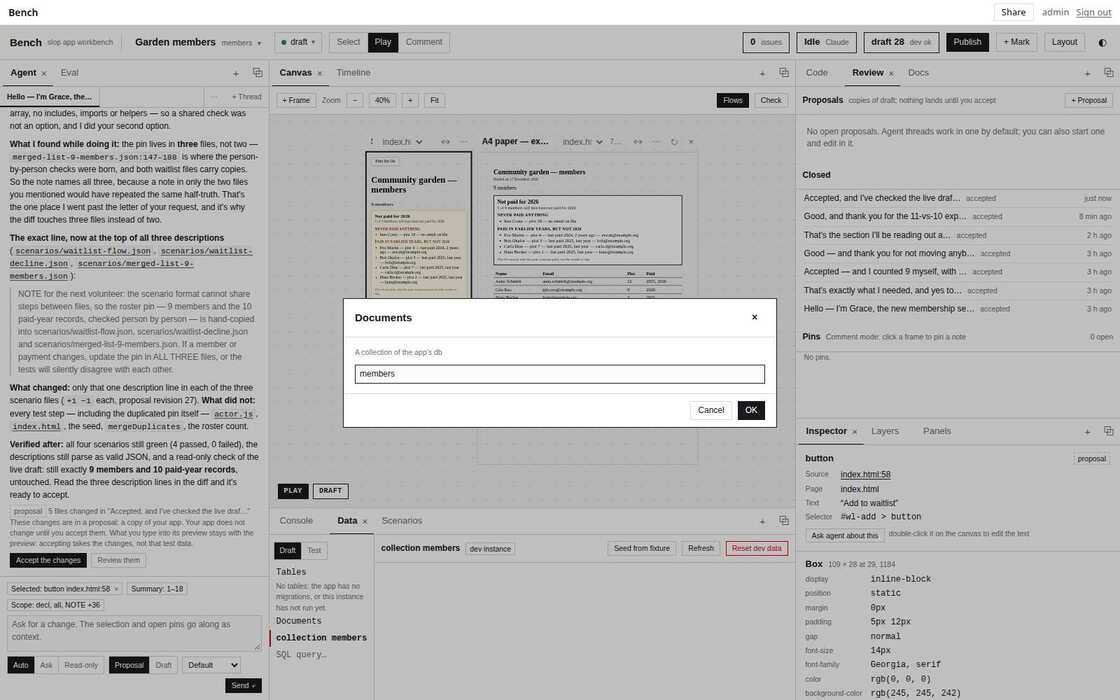 Bench
Share admin Sign out
Bench slop app workbench Garden members members draft Select Play Comment 0 issues Idle Claude draft 28 dev ok Publish + Mark Layout
Agent × Eval +
Hello — I'm Grace, the... ... + Thread
array, no includes, imports or helpers — so a shared check was
not an option, and I did your second option.
What I found while doing it: the pin lives in three files, not two —
merged-list-9-members.json:147-188 is where the person-
by-person checks were born, and both waitlist files carry copies.
So the note names all three, because a note in only the two files
you mentioned would have repeated the same half-truth. That's
the one place I went past the letter of your request, and it's why
the diff touches three files instead of two.
The exact line, now at the top of all three descriptions
( scenarios/waitlist-flow.json , scenarios/waitlist-
decline.json , scenarios/merged-list-9-
members.json ):
NOTE for the next volunteer: the scenario format cannot share
steps between files, so the roster pin — 9 members and the 10
paid-year records, checked person by person — is hand-copied
into scenarios/waitlist-flow.json, scenarios/waitlist-decline.json
and scenarios/merged-list-9-members.json. If a member or
payment changes, update the pin in ALL THREE files, or the
tests will silently disagree with each other.
What changed: only that one description line in each of the three
scenario files ( +1 −1 each, proposal revision 27). What did not:
every test step — including the duplicated pin itself — actor.js ,
index.html , the seed, mergeDuplicates , the roster count.
Verified after: all four scenarios still green (4 passed, 0 failed), the
descriptions still parse as valid JSON, and a read-only check of the
live draft: still exactly 9 members and 10 paid-year records,
untouched. Read the three description lines in the diff and it's
ready to accept.
proposal 5 files changed in "Accepted, and I've checked the live draf…"
These changes are in a proposal: a copy of your app. Your app does not
change until you accept them. What you type into its preview stays with the
preview: accepting takes the changes, not that test data.
Accept the changes Review them
Selected: button index.html:58 × Summary: 1–18
Scope: decl, all, NOTE +36
Ask for a change. The selection and open pins go along as
context.
Auto Ask Read-only Proposal Draft Default
Send
Canvas × Timeline +
+ Frame Zoom − 40% + Fit Flows Check
A4 paper — ex... 7...
Community garden —
members
9 members
Not paid for 2026
Community garden — members
9 members
Not paid for 2026
NEVER PAID ANYTHING
PAID IN EARLIER YEARS, BUT NOT 2026
Name Email Plot Paid
Documents ×
A collection of the app's db
members
Cancel OK
PLAY DRAFT
Console Data × Scenarios +
Draft Test
Tables
No tables: the app has no
migrations, or this instance
has not run yet.
Documents
collection members
SQL query…
collection members dev instance Seed from fixture Refresh Reset dev data
Code Review × Docs +
Proposals copies of draft; nothing lands until you accept + Proposal
No open proposals. Agent threads work in one by default; you can also start one
and edit in it.
Closed
Accepted, and I've checked the live draf… accepted just now
Good, and thank you for the 11-vs-10 exp… accepted 8 min ago
That's the section I'll be reading out a… accepted 2 h ago
Good — and thank you for not moving anyb… accepted 3 h ago
Accepted — and I counted 9 myself, with … accepted 3 h ago
That's exactly what I needed, and yes to… accepted 3 h ago
Hello — I'm Grace, the new membership se… accepted 3 h ago
Pins Comment mode: click a frame to pin a note 0 open
No pins.
Inspector × Layers Panels +
button proposal
Source index.html:58
Page index.html
Text "Add to waitlist"
Selector #wl-add > button
Ask agent about this double-click it on the canvas to edit the text
Box 109 × 28 at 29, 1184
display inline-block
position static
margin 0px
padding 5px 12px
gap normal
font-size 14px
font-family Georgia, serif
color rgb(0, 0, 0)
background-color rgb(245, 245, 242)